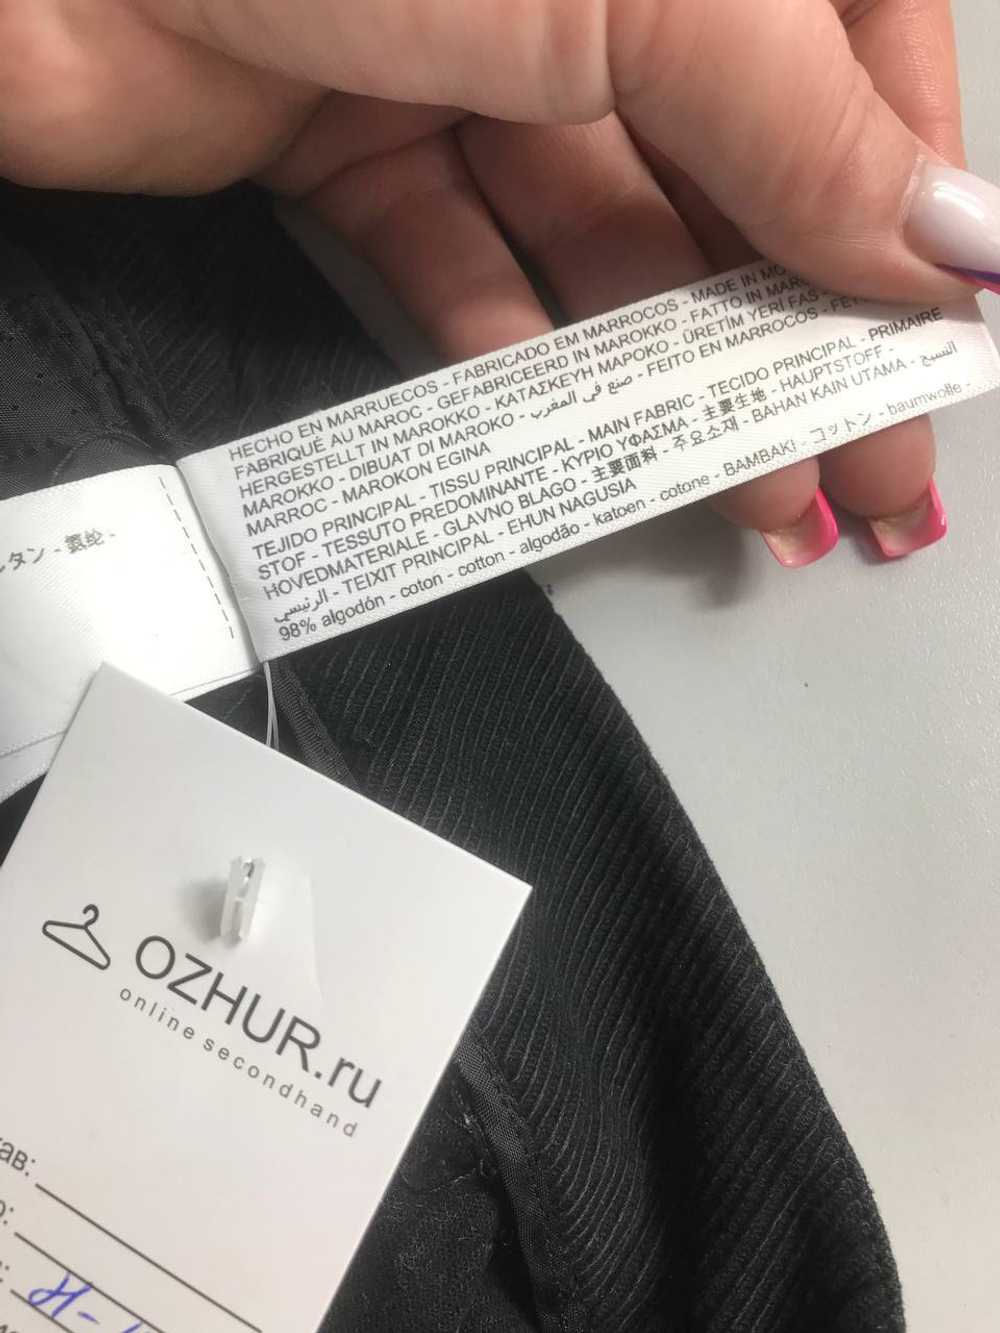 HECHO EN MARRUECOS - FABRICADO EM MARROCOS - MADE IN
FABRIQUÉ AU MAROC - GEFABRICEERD IN MAROKKO - FATTO IN
HERGESTELLT IN MAROKKO - ΚΑΤΑΣΚΕΥΗ ΜΑΡΟΚΟ - ÜRETİM YERİ FAS -
MAROKKO - DIBUAT DI MAROKO - صنع في المغرب - FEITO EN MARROCOS -
MARROC - MAROKON EGINA
TEJIDO PRINCIPAL - TISSU PRINCIPAL - MAIN FABRIC - TECIDO PRINCIPAL - PRIMAIRE
STOF - TESSUTO PREDOMINANTE - ΚΥΡΙΟ ΥΦΑΣΜΑ - 主要生地 - HAUPTSTOFF -
HOVEDMATERIALE - GLAVNO BLAGO - 主要面料 - 주요소재 - BAHAN KAIN UTAMA - النسيج
الرئيسي - TEIXIT PRINCIPAL - EHUN NAGUSIA
98% algodón - coton - cotton - algodão - katoen - cotone - BAMBAKI - コットン - baumwolle -
タン - 氨纶 -
OZHUR.ru
online secondhand
ав:
о:
:
И-